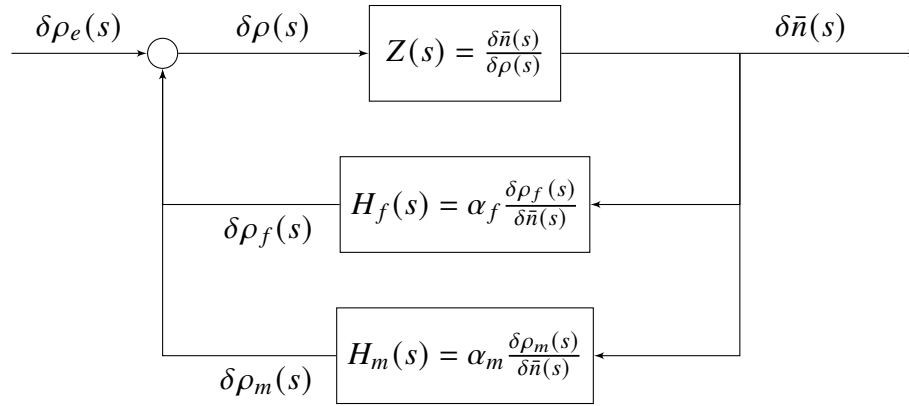 δρ_e(s) δρ(s) Z(s) = δn̄(s)/δρ(s) δn̄(s)
H_f(s) = α_f δρ_f(s)/δn̄(s)
δρ_f(s)
H_m(s) = α_m δρ_m(s)/δn̄(s)
δρ_m(s)